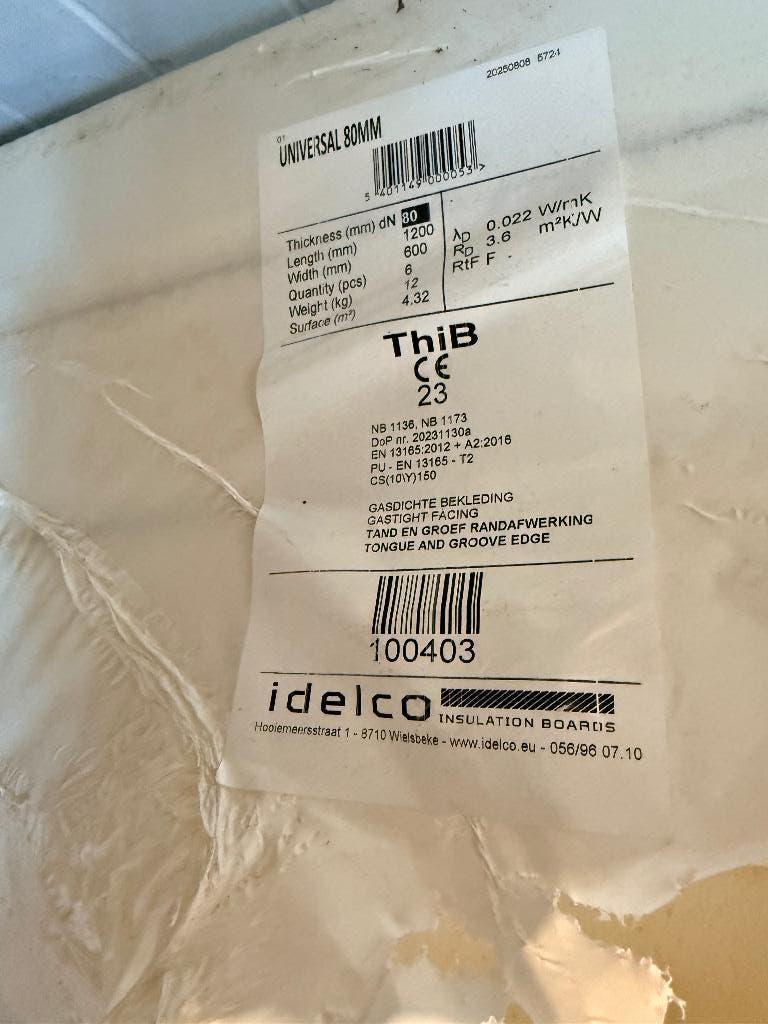 20250808 5724
01
UNIVERSAL 80MM
5 401149 000053 >
Thickness (mm) dN 80
Length (mm) 1200
Width (mm) 600
Quantity (pcs) 6
Weight (kg) 12
Surface (m²) 4,32
λD 0.022 W/mK
RD 3.6 m²K/W
RtF F -
ThiB
CE
23
NB 1136, NB 1173
DoP nr. 20231130a
EN 13165:2012 + A2:2016
PU - EN 13165 - T2
CS(10\Y)150
GASDICHTE BEKLEDING
GASTIGHT FACING
TAND EN GROEF RANDAFWERKING
TONGUE AND GROOVE EDGE
100403
idelco
INSULATION BOARDS
Hooiemeersstraat 1 - 8710 Wielsbeke - www.idelco.eu - 056/96 07.10